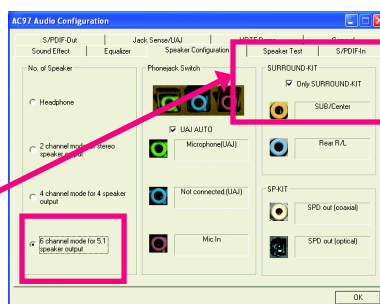 AC97 Audio Configuration
S/PDIF-Out
Jack Sense/UAJ
General
Sound Effect
Equalizer
Speaker Configuration
Speaker Test
S/PDIF-In
No. of Speaker
Headphone
2 channel mode for stereo
speaker output
4 channel mode for 4 speaker
output
6 channel mode for 5.1
speaker output
Phonejack Switch
UAJ AUTO
Microphone(UAJ)
Not connected.(UAJ)
Mic In
SURROUND-KIT
Only SURROUND-KIT
SUB/Center
Rear R/L
SP-KIT
SPD out (coaxial)
SPD out (optical)
OK